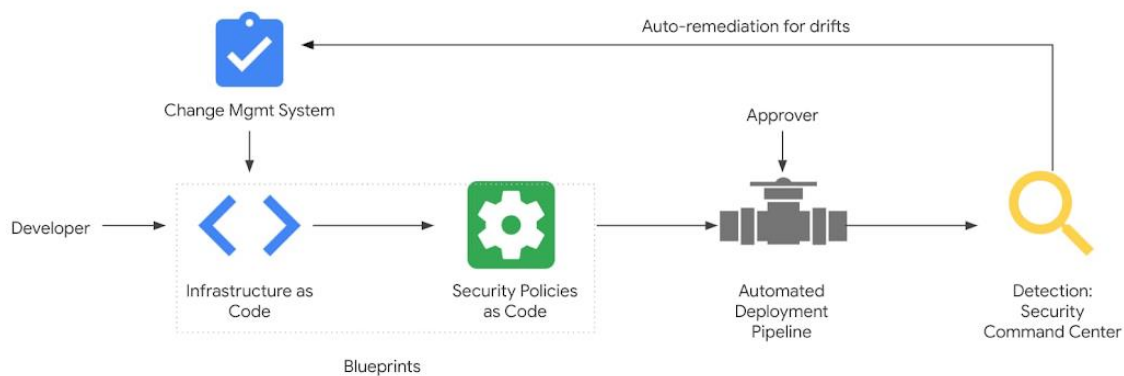 Auto-remediation for drifts
Change Mgmt System
Approver
Developer
Infrastructure as
Code
Security Policies
as Code
Automated
Deployment
Pipeline
Detection:
Security
Command Center
Blueprints